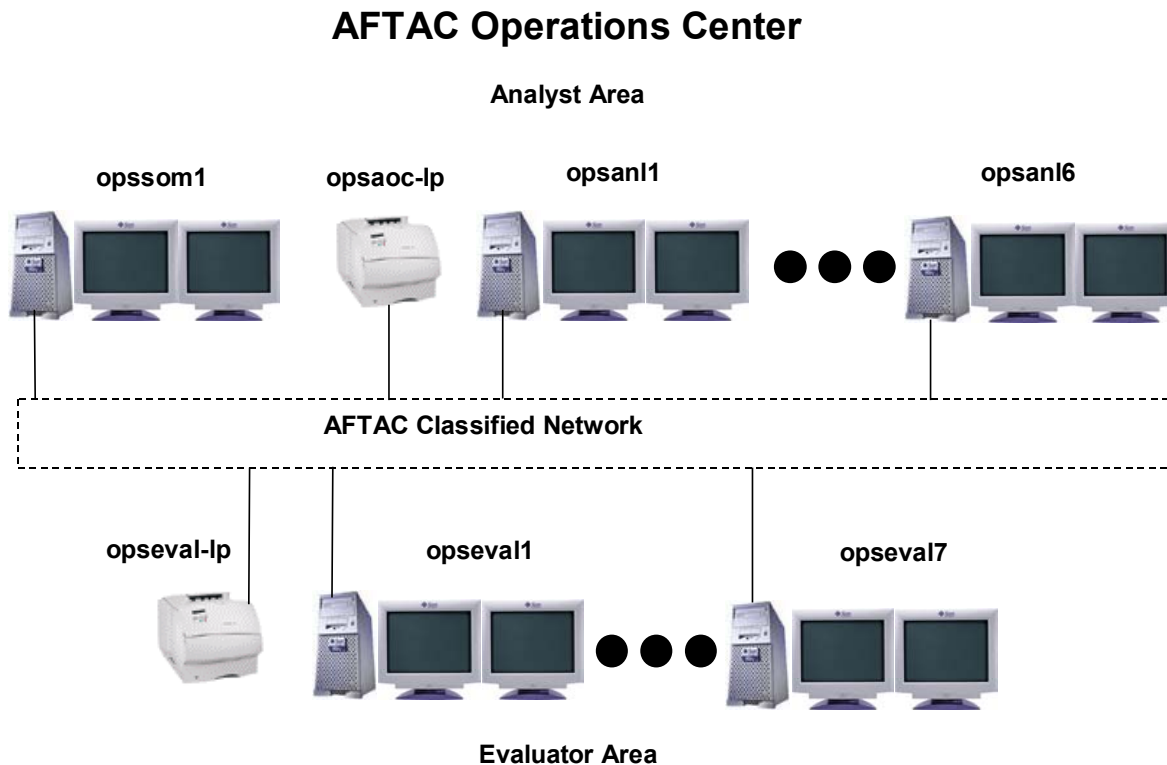 AFTAC Operations Center
Analyst Area
opssom1
opsaoc-lp
opsanl1
opsanl6
AFTAC Classified Network
opseval-lp
opseval1
opseval7
Evaluator Area